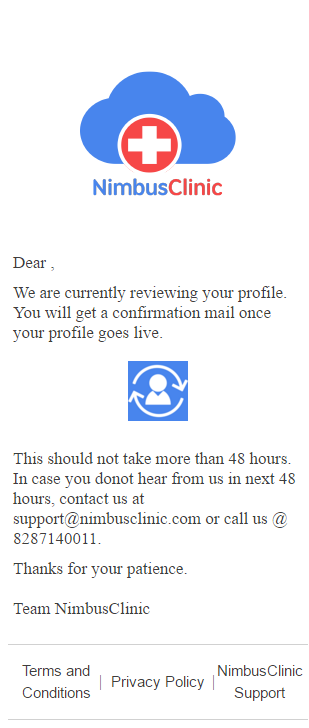 NimbusClinic
Dear ,
We are currently reviewing your profile.
You will get a confirmation mail once
your profile goes live.
This should not take more than 48 hours.
In case you donot hear from us in next 48
hours, contact us at
support@nimbusclinic.com or call us @
8287140011.
Thanks for your patience.
Team NimbusClinic
Terms and
Conditions
|
Privacy Policy
|
NimbusClinic
Support